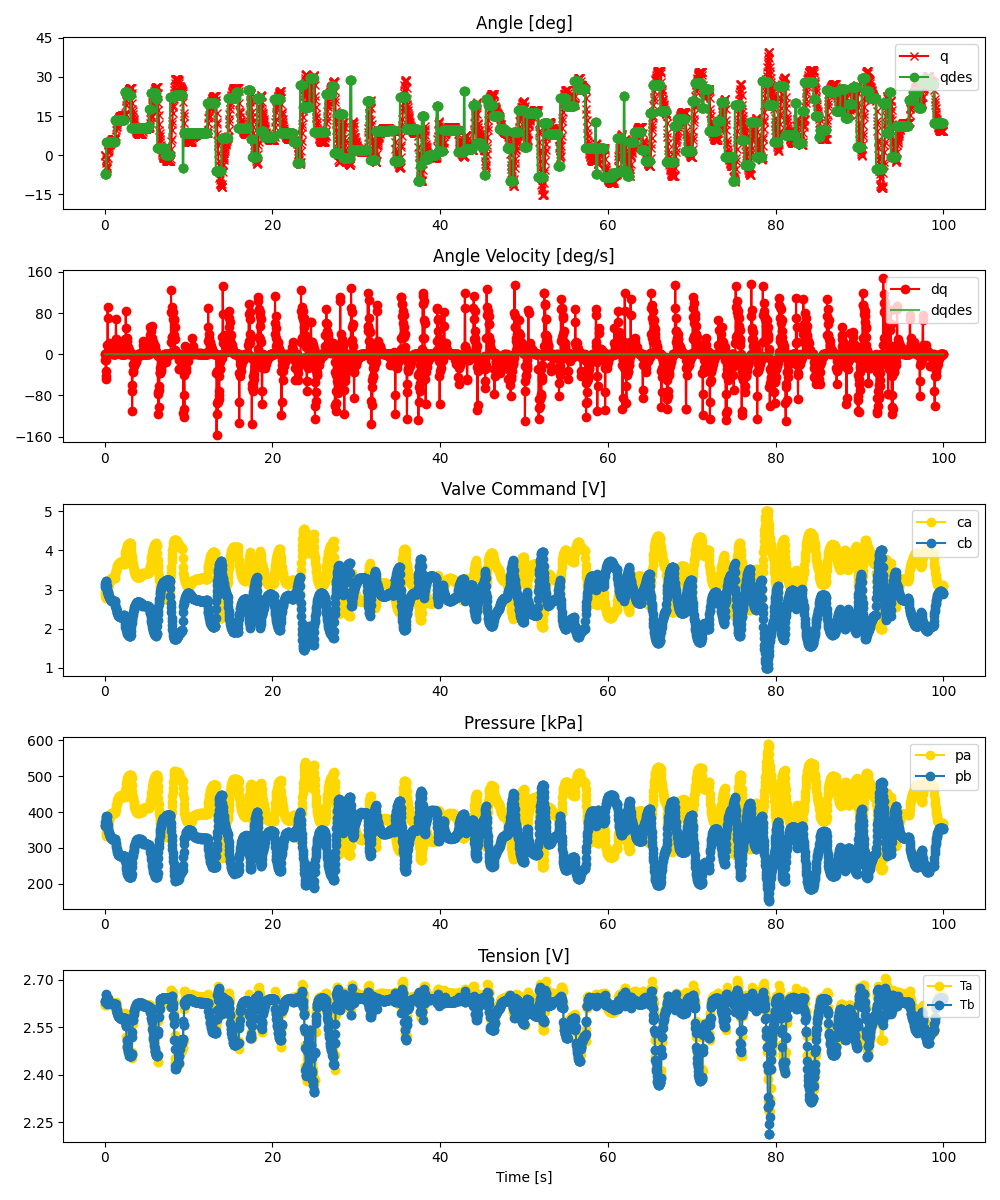 Angle [deg]
45
30
15
0
−15
q
qdes
0 20 40 60 80 100
Angle Velocity [deg/s]
160
80
0
−80
−160
dq
dqdes
0 20 40 60 80 100
Valve Command [V]
5
4
3
2
1
ca
cb
0 20 40 60 80 100
Pressure [kPa]
600
500
400
300
200
pa
pb
0 20 40 60 80 100
Tension [V]
2.70
2.55
2.40
2.25
Ta
Tb
0 20 40 60 80 100
Time [s]